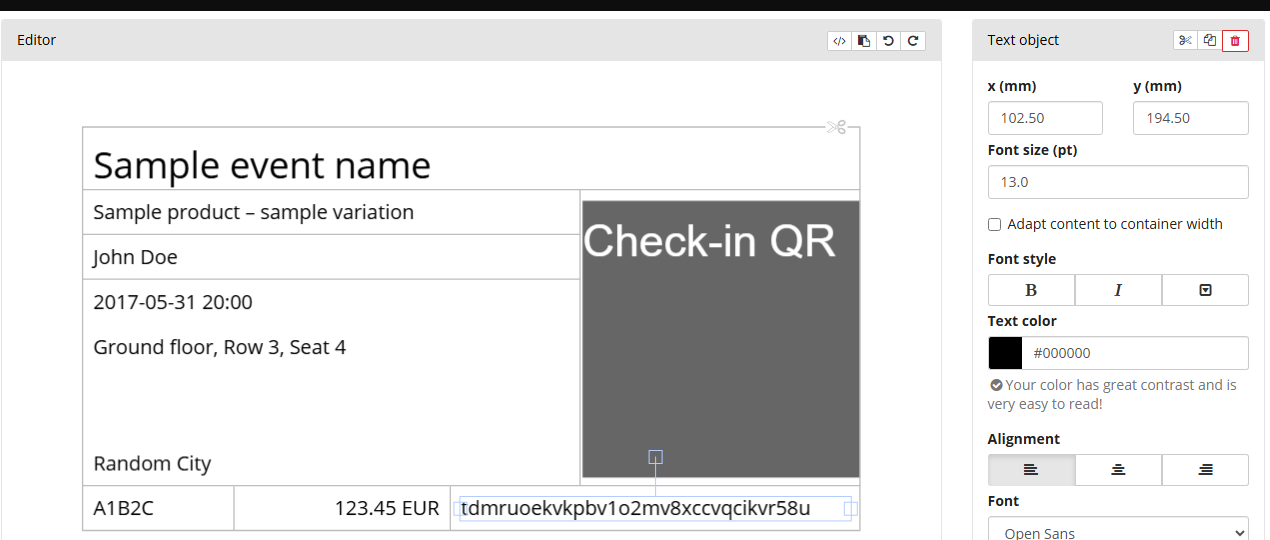 Editor
Text object
x (mm)
y (mm)
102.50
194.50
Font size (pt)
13.0
Adapt content to container width
Font style
B
I
Text color
#000000
Your color has great contrast and is
very easy to read!
Alignment
Font
Open Sans
Sample event name
Sample product – sample variation
John Doe
2017-05-31 20:00
Ground floor, Row 3, Seat 4
Random City
Check-in QR
A1B2C
123.45 EUR
tdmruoekvkpbv1o2mv8xccvqcikvr58u